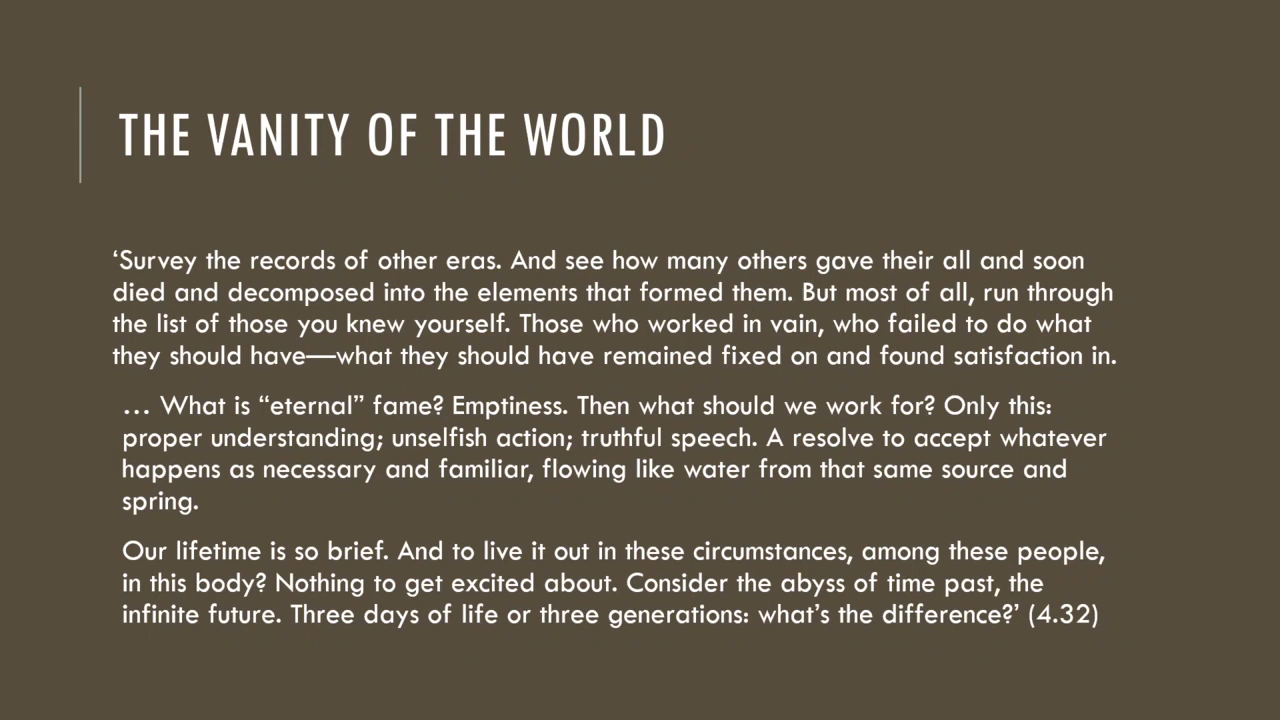 THE VANITY OF THE WORLD
‘Survey the records of other eras. And see how many others gave their all and soon
died and decomposed into the elements that formed them. But most of all, run through
the list of those you knew yourself. Those who worked in vain, who failed to do what
they should have—what they should have remained fixed on and found satisfaction in.
… What is “eternal” fame? Emptiness. Then what should we work for? Only this:
proper understanding; unselfish action; truthful speech. A resolve to accept whatever
happens as necessary and familiar, flowing like water from that same source and
spring.
Our lifetime is so brief. And to live it out in these circumstances, among these people,
in this body? Nothing to get excited about. Consider the abyss of time past, the
infinite future. Three days of life or three generations: what’s the difference?’ (4.32)